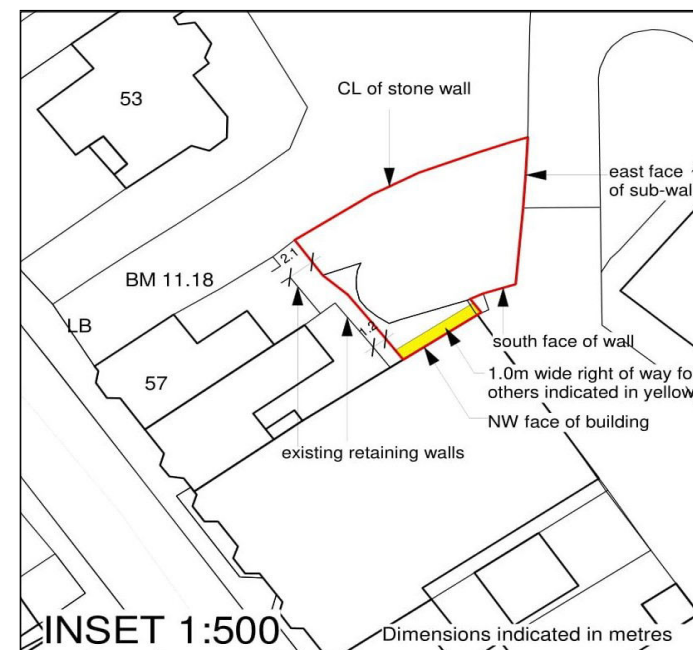 53
CL of stone wall
east face
of sub-wal
2.1
BM 11.18
LB
57
1.2
south face of wall
1.0m wide right of way fo
others indicated in yellow
NW face of building
existing retaining walls
INSET 1:500
Dimensions indicated in metres